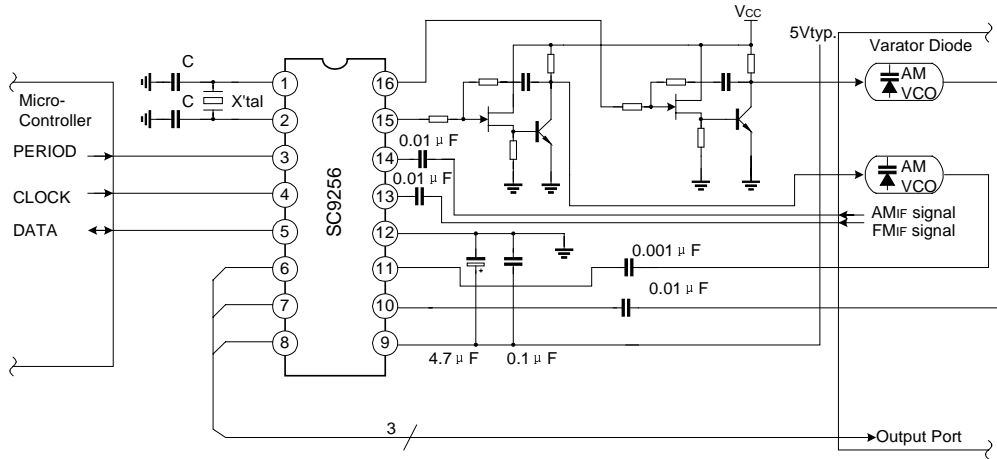 VCC
5Vtyp.
C
Varator Diode
1
16
AM
VCO
Micro-
Controller
C
X'tal
2
15
0.01 μ F
PERIOD
3
14
0.01 μ F
AM
VCO
CLOCK
4
13
SC9256
AMIF signal
DATA
5
12
FMIF signal
6
11
0.001 μ F
7
10
0.01 μ F
8
9
4.7 μ F
0.1 μ F
+
3
Output Port